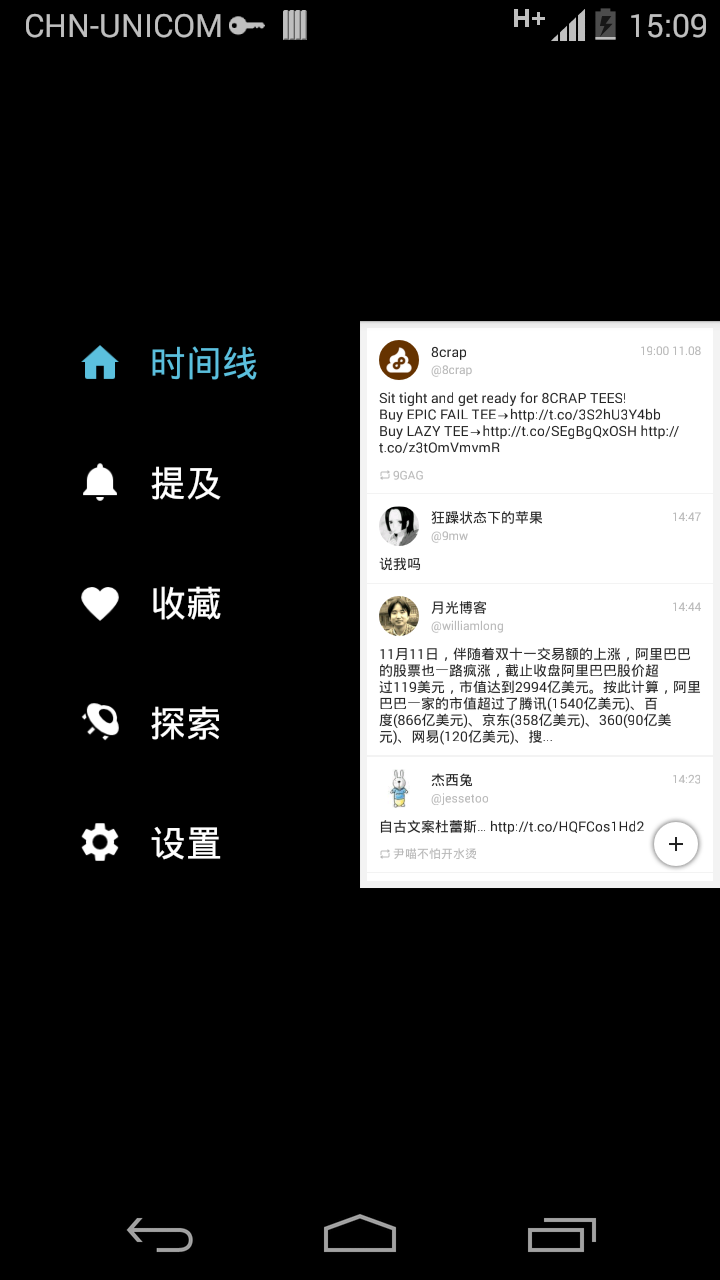 CHN-UNICOM H+ 15:09
时间线
提及
收藏
探索
设置
8crap 19:00 11.08
@8crap
Sit tight and get ready for 8CRAP TEES!
Buy EPIC FAIL TEE→http://t.co/3S2hU3Y4bb
Buy LAZY TEE→http://t.co/SEgBgQxOSH http://
t.co/z3tOmVmvmR
9GAG
狂躁状态下的苹果 14:47
@9mw
说我吗
月光博客 14:44
@williamlong
11月11日，伴随着双十一交易额的上涨，阿里巴巴
的股票也一路疯涨，截止收盘阿里巴巴股价超
过119美元，市值达到2994亿美元。按此计算，阿里
巴巴一家的市值超过了腾讯(1540亿美元)、百
度(866亿美元)、京东(358亿美元)、360(90亿美
元)、网易(120亿美元)、搜...
杰西兔 14:23
@jessetoo
自古文案杜蕾斯... http://t.co/HQFCos1Hd2
尹喵不怕开水烫